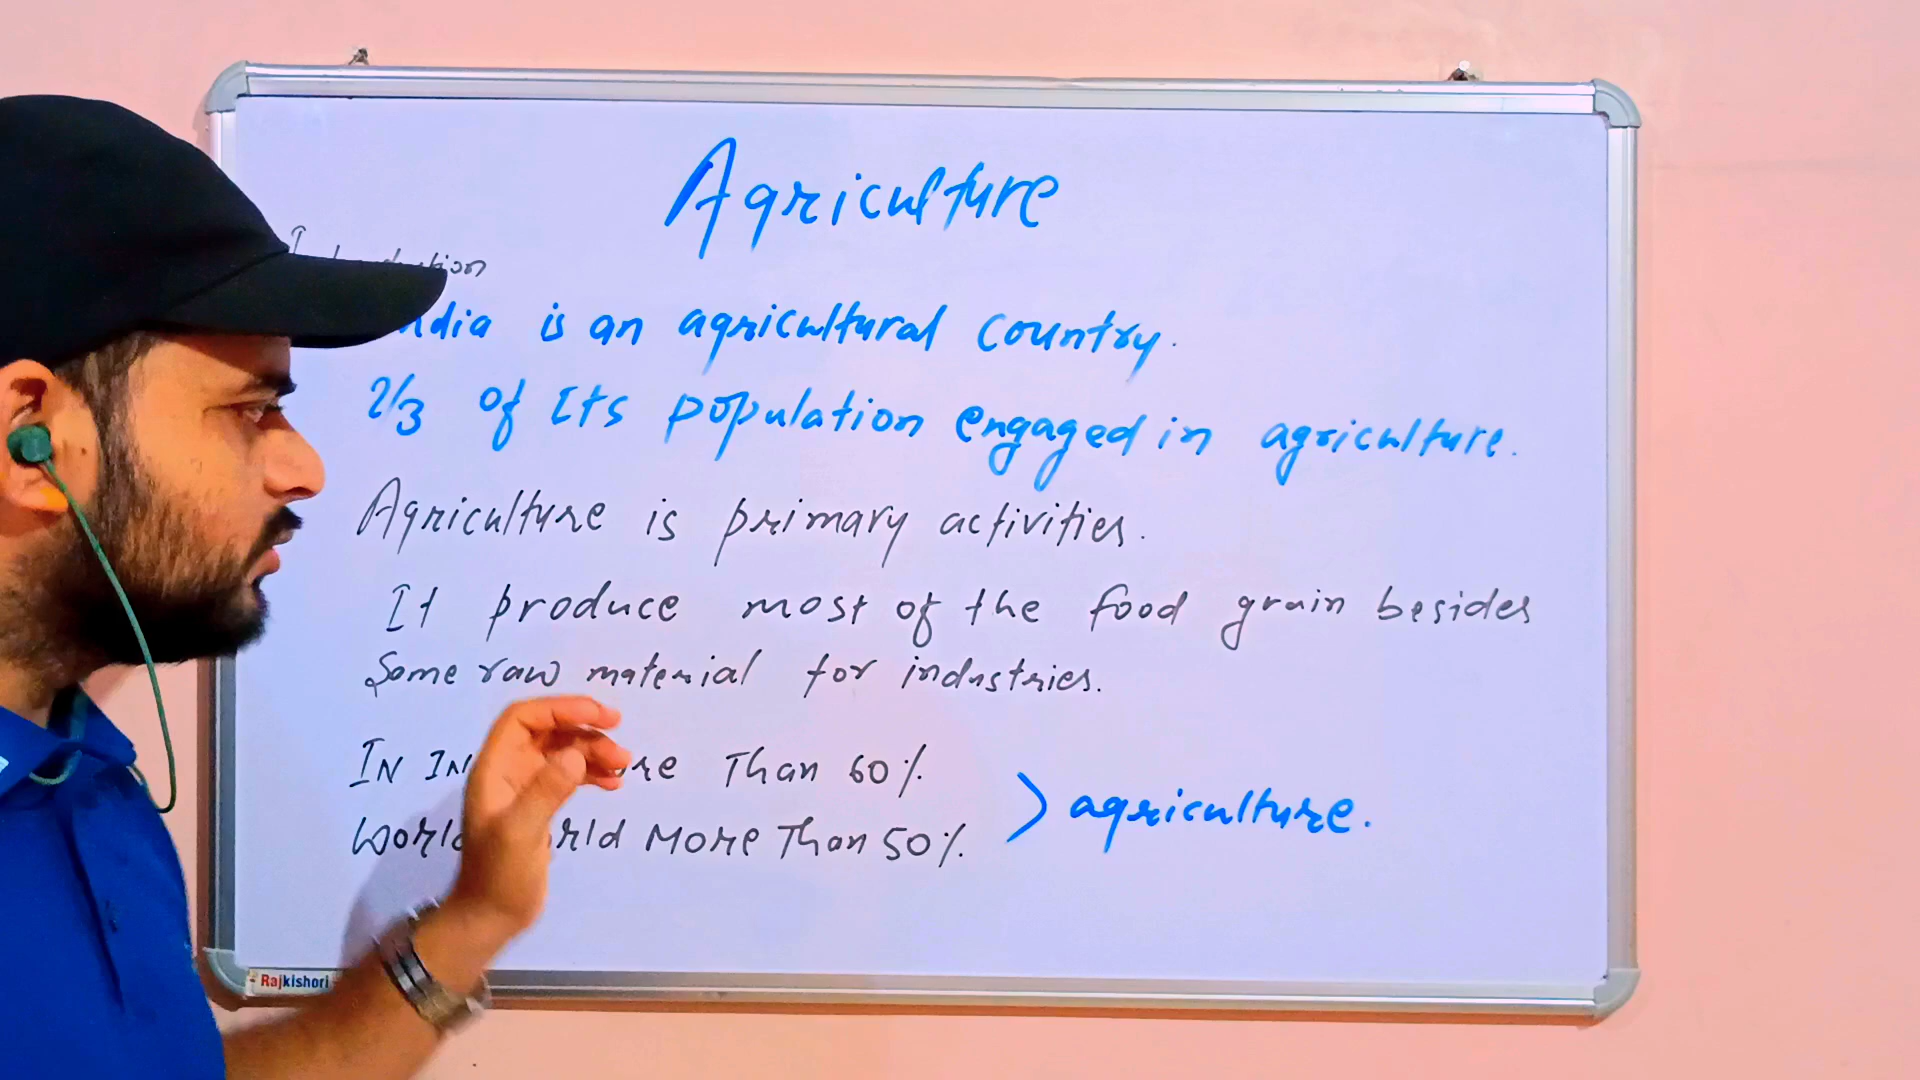 Agriculture
India is an agricultural country.
2/3 of Its population engaged in agriculture.
Agriculture is primary activities.
It produce most of the food grain besides
Some raw material for industries.
IN More Than 60%
World More Than 50%
> agriculture.
Rajkishori